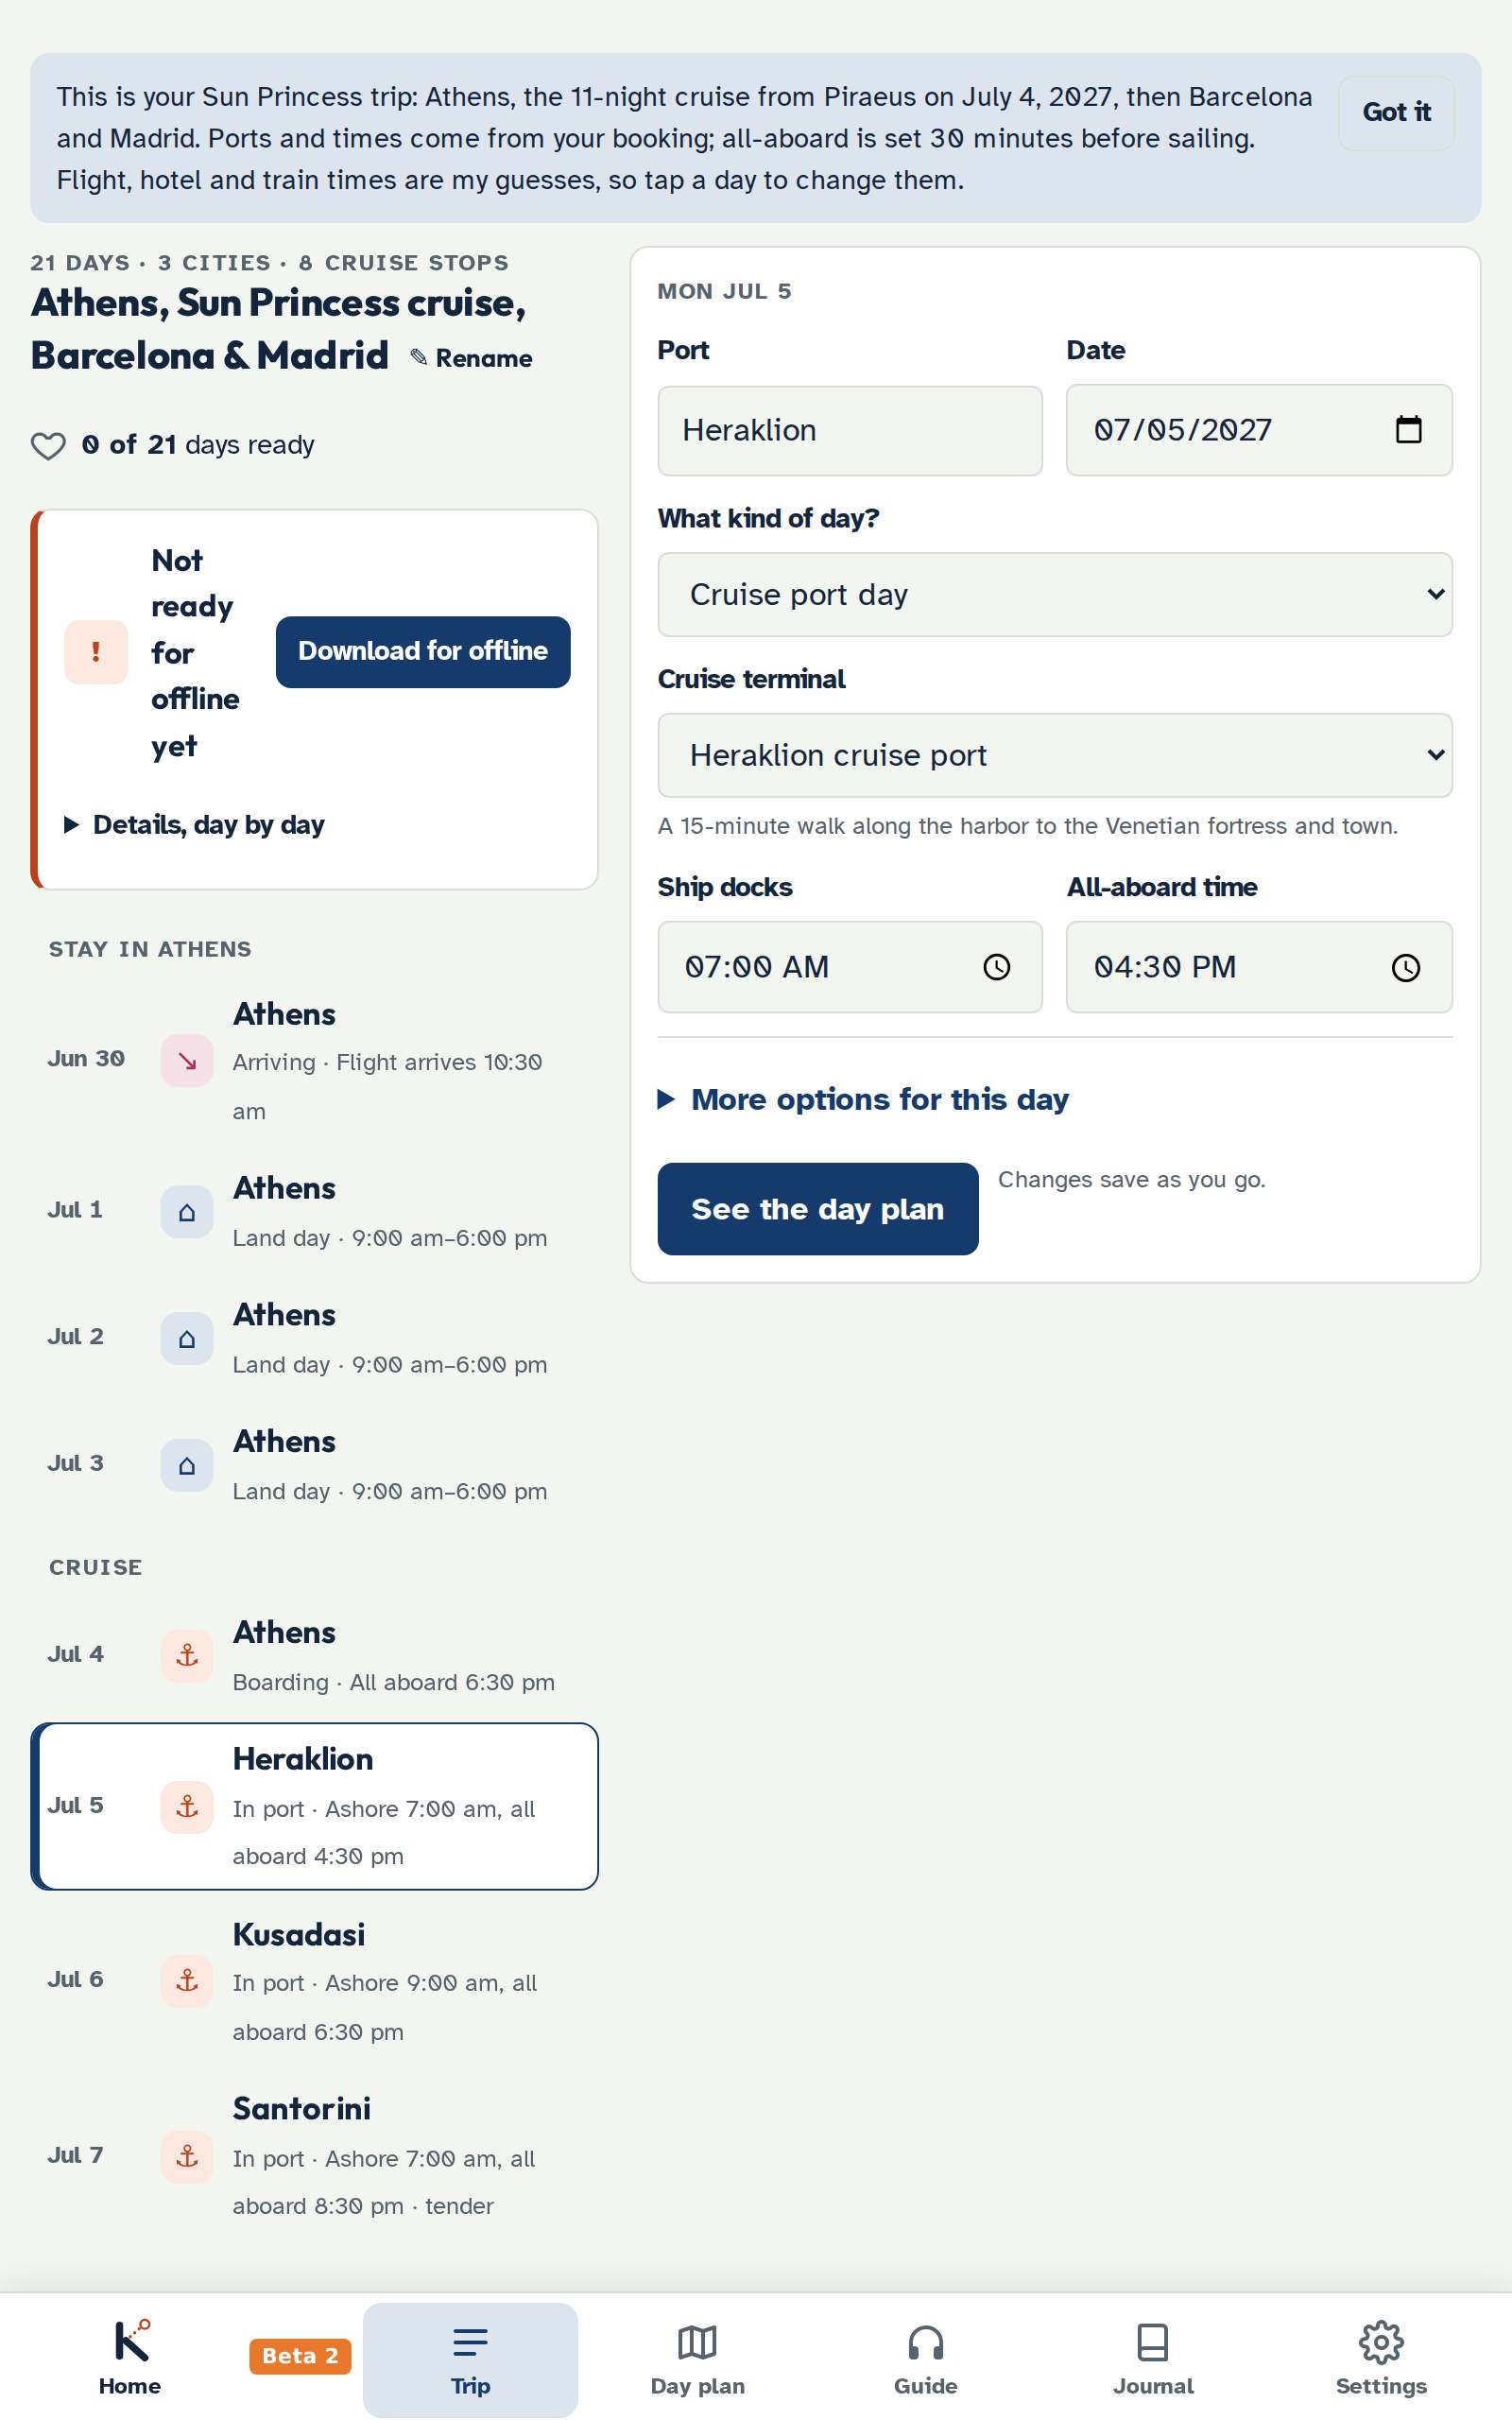 This is your Sun Princess trip: Athens, the 11-night cruise from Piraeus on July 4, 2027, then Barcelona
and Madrid. Ports and times come from your booking; all-aboard is set 30 minutes before sailing.
Flight, hotel and train times are my guesses, so tap a day to change them.
Got it
21 DAYS · 3 CITIES · 8 CRUISE STOPS
Athens, Sun Princess cruise,
Barcelona & Madrid ✎ Rename
0 of 21 days ready
!
Not
ready
for
offline
yet
Download for offline
▶ Details, day by day
STAY IN ATHENS
Jun 30
Athens
Arriving · Flight arrives 10:30
am
Jul 1
Athens
Land day · 9:00 am–6:00 pm
Jul 2
Athens
Land day · 9:00 am–6:00 pm
Jul 3
Athens
Land day · 9:00 am–6:00 pm
CRUISE
Jul 4
Athens
Boarding · All aboard 6:30 pm
Jul 5
Heraklion
In port · Ashore 7:00 am, all
aboard 4:30 pm
Jul 6
Kusadasi
In port · Ashore 9:00 am, all
aboard 6:30 pm
Jul 7
Santorini
In port · Ashore 7:00 am, all
aboard 8:30 pm · tender
MON JUL 5
Port
Date
Heraklion
07/05/2027
What kind of day?
Cruise port day
Cruise terminal
Heraklion cruise port
A 15-minute walk along the harbor to the Venetian fortress and town.
Ship docks
All-aboard time
07:00 AM
04:30 PM
▶ More options for this day
See the day plan
Changes save as you go.
Home
Beta 2
Trip
Day plan
Guide
Journal
Settings